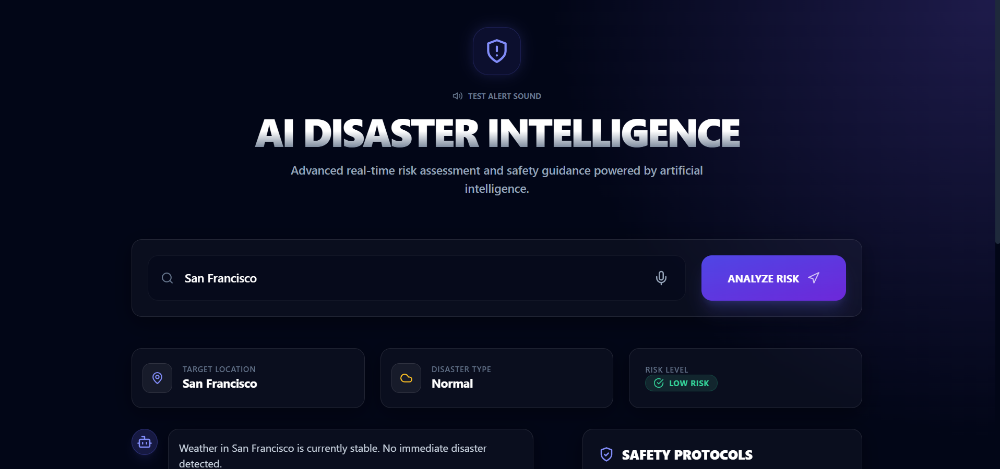 TEST ALERT SOUND
AI DISASTER INTELLIGENCE
Advanced real-time risk assessment and safety guidance powered by artificial
intelligence.
San Francisco
ANALYZE RISK
TARGET LOCATION
San Francisco
DISASTER TYPE
Normal
RISK LEVEL
LOW RISK
Weather in San Francisco is currently stable. No immediate disaster
detected.
SAFETY PROTOCOLS